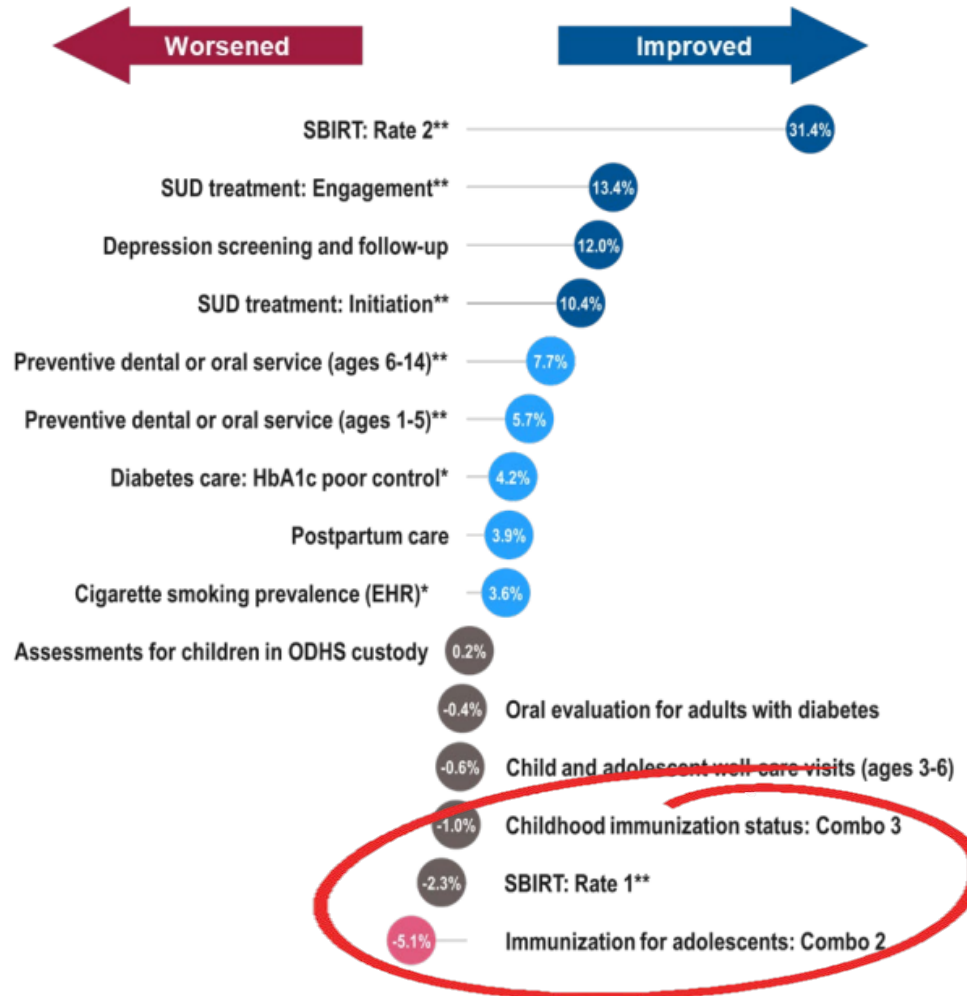 Worsened Improved
SBIRT: Rate 2** 31.4%
SUD treatment: Engagement** 13.4%
Depression screening and follow-up 12.0%
SUD treatment: Initiation** 10.4%
Preventive dental or oral service (ages 6-14)** 7.7%
Preventive dental or oral service (ages 1-5)** 5.7%
Diabetes care: HbA1c poor control* 4.2%
Postpartum care 3.9%
Cigarette smoking prevalence (EHR)* 3.6%
Assessments for children in ODHS custody 0.2%
-0.4% Oral evaluation for adults with diabetes
-0.6% Child and adolescent well-care visits (ages 3-6)
-1.0% Childhood immunization status: Combo 3
-2.3% SBIRT: Rate 1**
-5.1% Immunization for adolescents: Combo 2